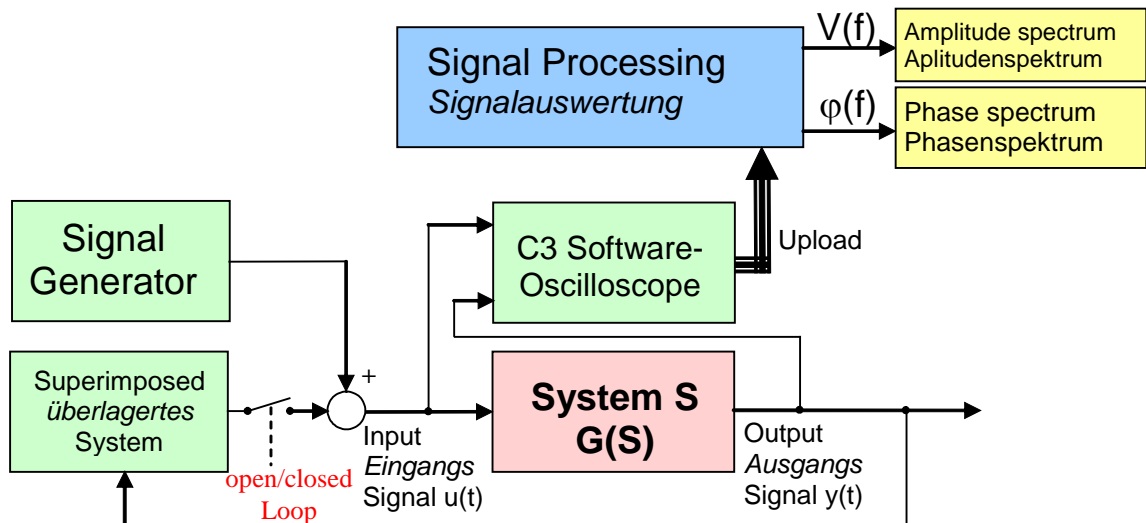 Signal Processing
Signalauswertung
V(f)
Amplitude spectrum
Aplitudenspektrum
φ(f)
Phase spectrum
Phasenspektrum
Signal
Generator
C3 Software-
Oscilloscope
Upload
Superimposed
überlagertes
System
+
open/closed
Loop
Input
Eingangs
Signal u(t)
System S
G(S)
Output
Ausgangs
Signal y(t)